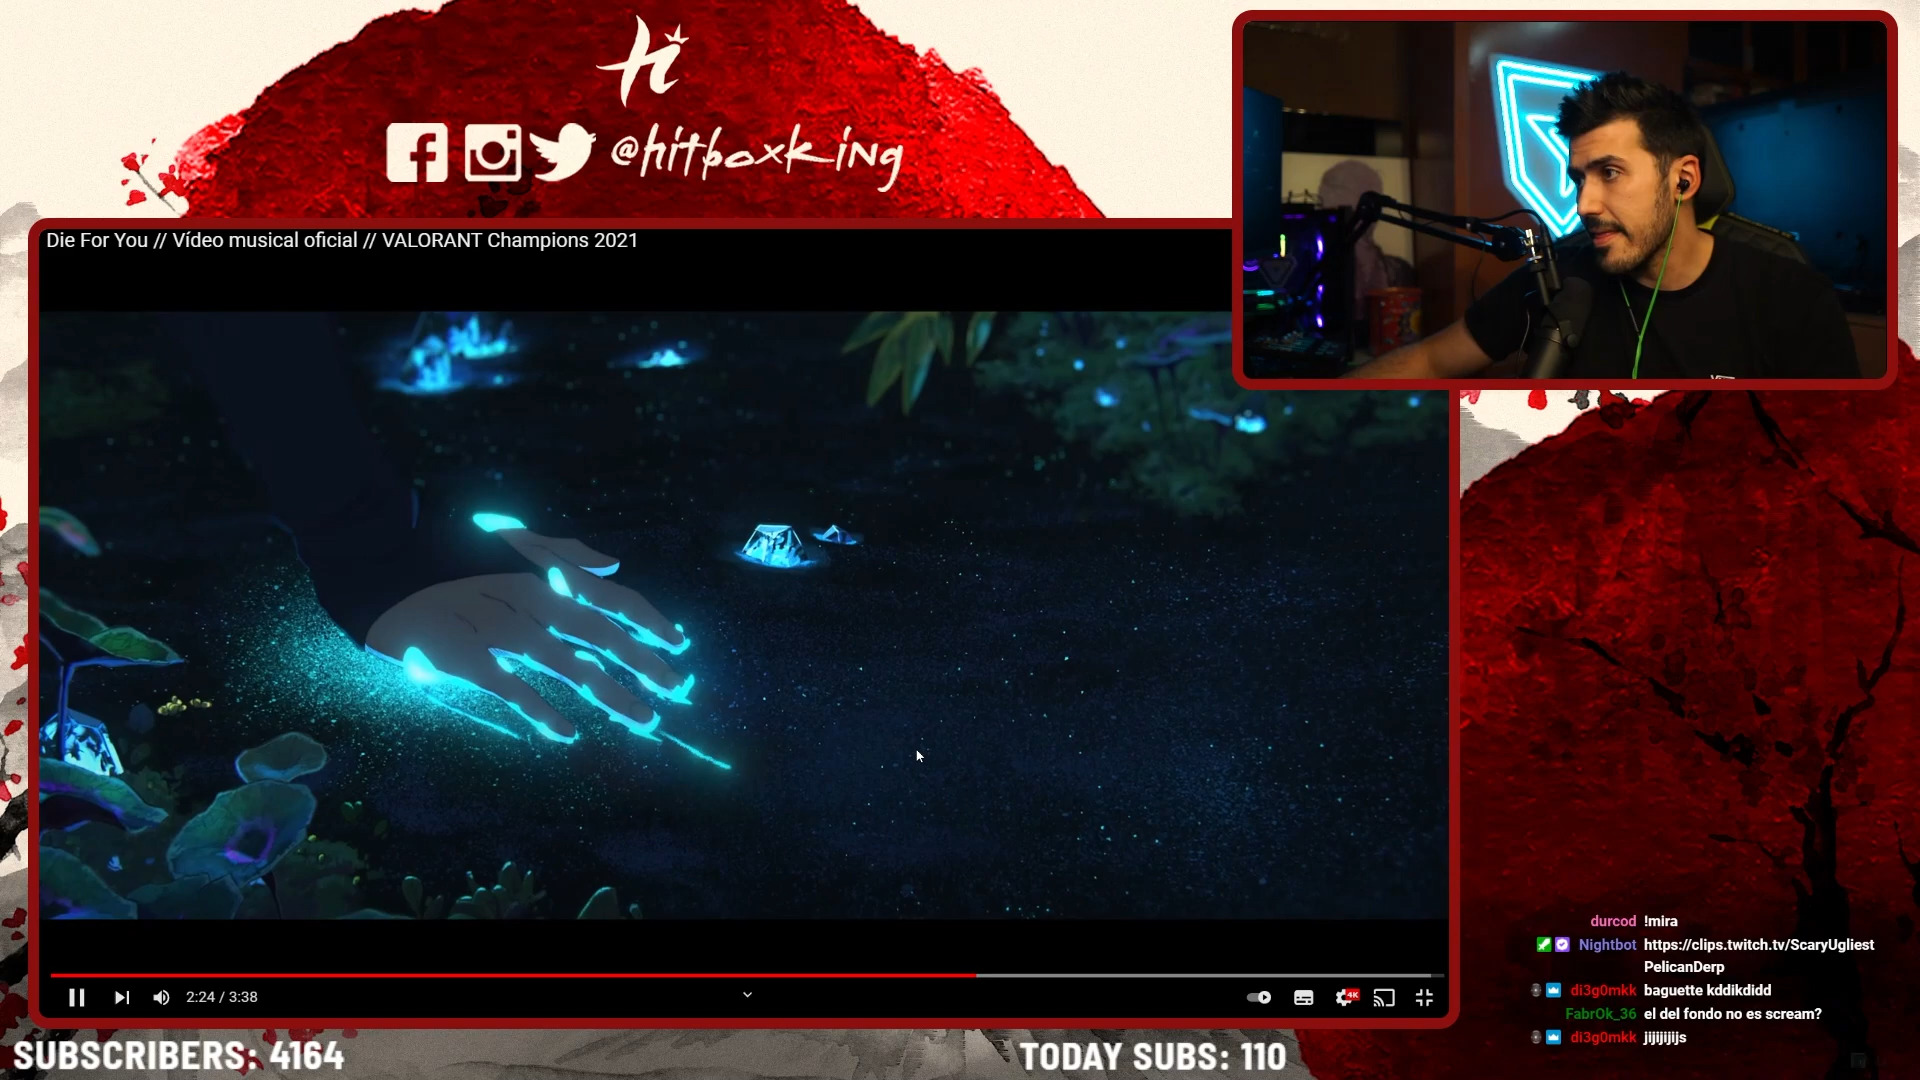 @hitboxking
Die For You // Vídeo musical oficial // VALORANT Champions 2021
2:24 / 3:38
4K
durcod !mira
Nightbot https://clips.twitch.tv/ScaryUgliest
PelicanDerp
di3g0mkk baguette kddikdidd
FabrOk_36 el del fondo no es scream?
di3g0mkk jijijijijs
SUBSCRIBERS: 4164
TODAY SUBS: 110